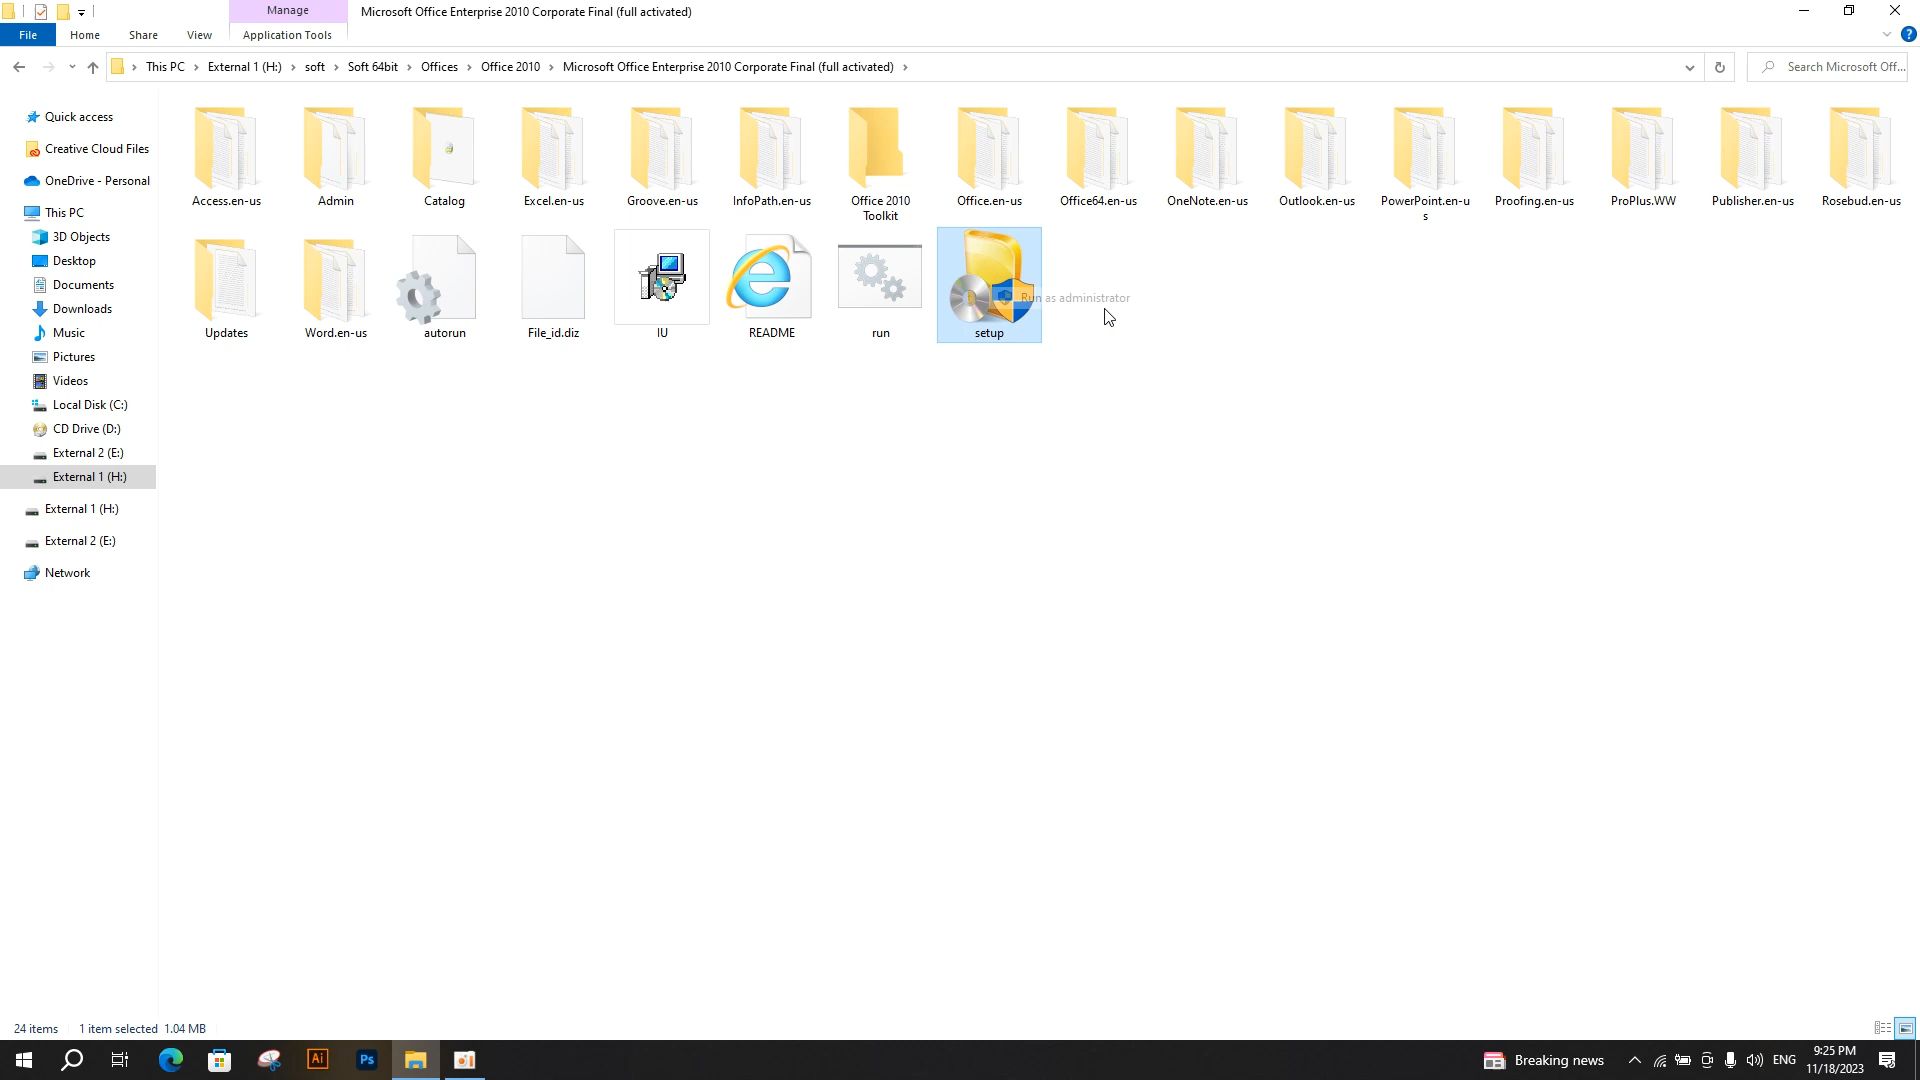 Manage
Microsoft Office Enterprise 2010 Corporate Final (full activated)
File
Home
Share
View
Application Tools
This PC
External 1 (H:)
soft
Soft 64bit
Offices
Office 2010
Microsoft Office Enterprise 2010 Corporate Final (full activated)
Search Microsoft Off...
Quick access
Creative Cloud Files
OneDrive - Personal
This PC
3D Objects
Desktop
Documents
Downloads
Music
Pictures
Videos
Local Disk (C:)
CD Drive (D:)
External 2 (E:)
External 1 (H:)
External 1 (H:)
External 2 (E:)
Network
Access.en-us
Admin
Catalog
Excel.en-us
Groove.en-us
InfoPath.en-us
Office 2010
Toolkit
Office.en-us
Office64.en-us
OneNote.en-us
Outlook.en-us
PowerPoint.en-u
s
Proofing.en-us
ProPlus.WW
Publisher.en-us
Rosebud.en-us
Updates
Word.en-us
autorun
File_id.diz
IU
README
run
setup
Run as administrator
24 items
1 item selected 1.04 MB
Ai
Ps
Breaking news
ENG
9:25 PM
11/18/2023